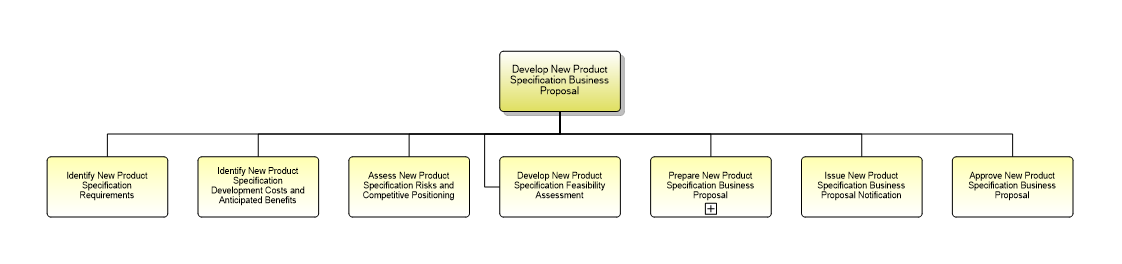 Develop New Product
Specification Business
Proposal
Identify New Product
Specification
Requirements
Identify New Product
Specification
Development Costs and
Anticipated Benefits
Assess New Product
Specification Risks and
Competitive Positioning
Develop New Product
Specification Feasibility
Assessment
Prepare New Product
Specification Business
Proposal
Issue New Product
Specification Business
Proposal Notification
Approve New Product
Specification Business
Proposal